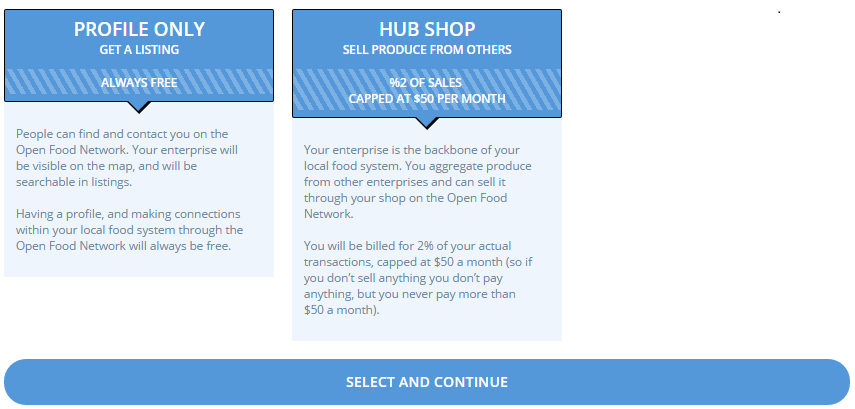 PROFILE ONLY
GET A LISTING
ALWAYS FREE
People can find and contact you on the
Open Food Network. Your enterprise will
be visible on the map, and will be
searchable in listings.
Having a profile, and making connections
within your local food system through the
Open Food Network will always be free.
HUB SHOP
SELL PRODUCE FROM OTHERS
%2 OF SALES
CAPPED AT $50 PER MONTH
Your enterprise is the backbone of your
local food system. You aggregate produce
from other enterprises and can sell it
through your shop on the Open Food
Network.
You will be billed for 2% of your actual
transactions, capped at $50 a month (so if
you don’t sell anything you don’t pay
anything, but you never pay more than
$50 a month).
SELECT AND CONTINUE